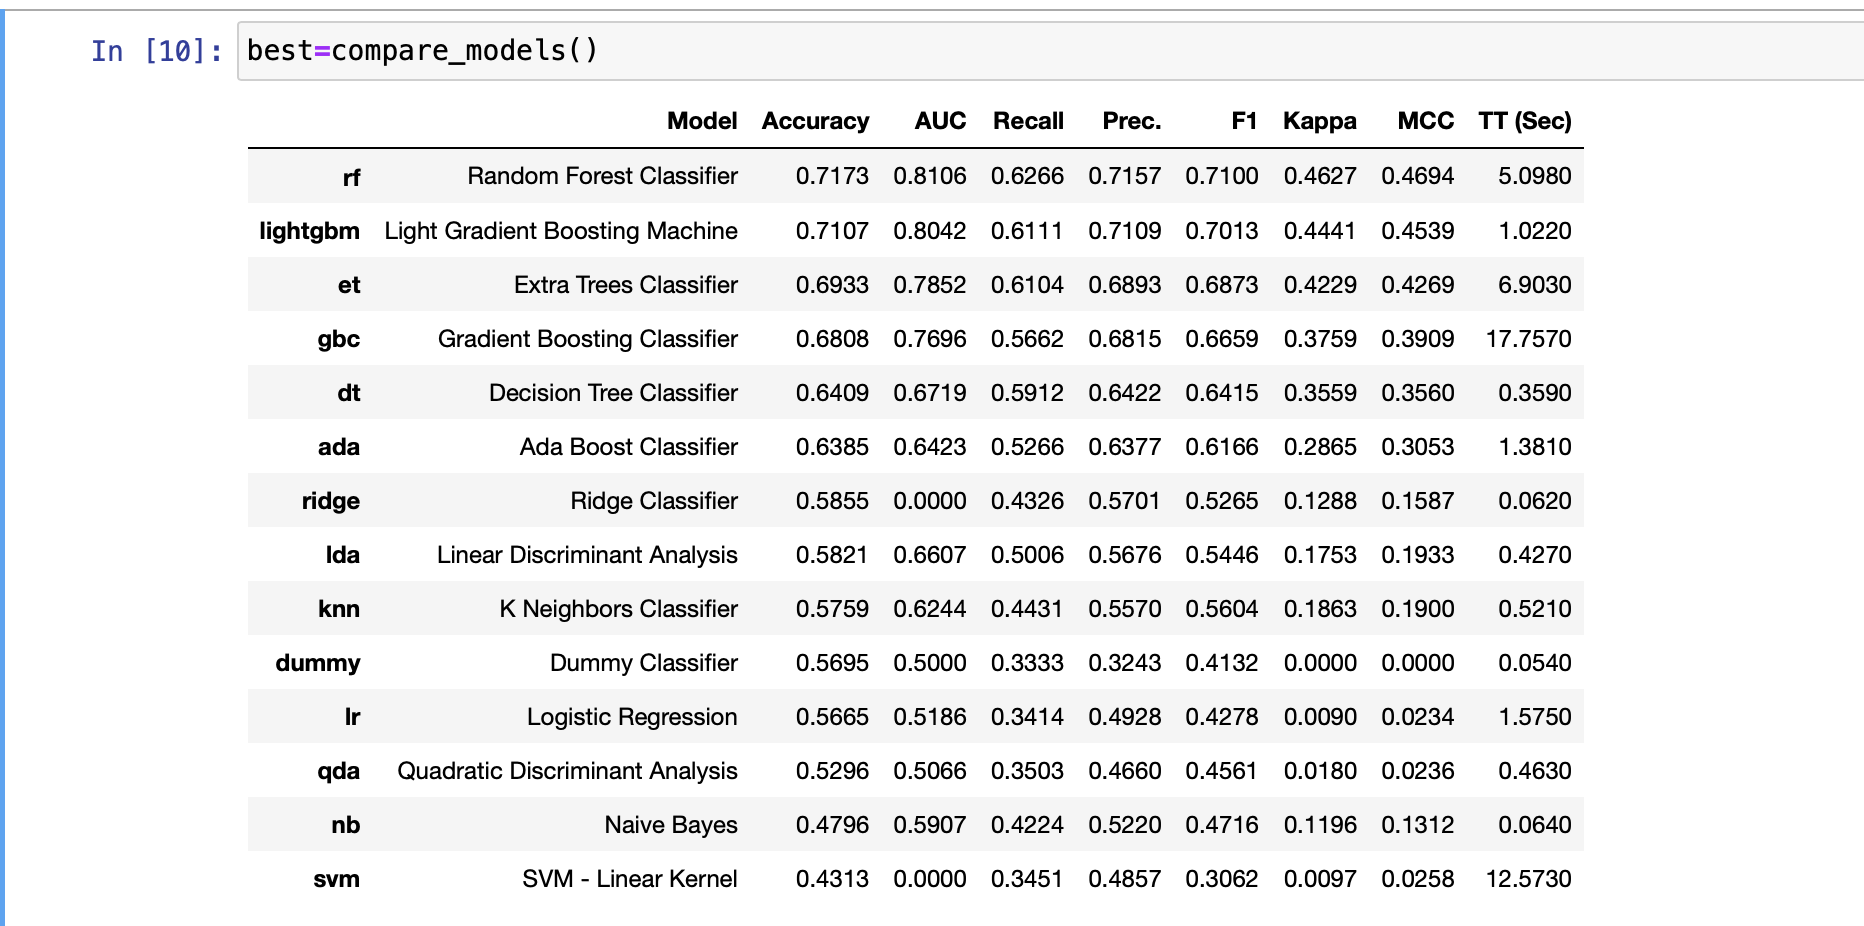 In [10]: best=compare_models()
Model Accuracy AUC Recall Prec. F1 Kappa MCC TT (Sec)
rf Random Forest Classifier 0.7173 0.8106 0.6266 0.7157 0.7100 0.4627 0.4694 5.0980
lightgbm Light Gradient Boosting Machine 0.7107 0.8042 0.6111 0.7109 0.7013 0.4441 0.4539 1.0220
et Extra Trees Classifier 0.6933 0.7852 0.6104 0.6893 0.6873 0.4229 0.4269 6.9030
gbc Gradient Boosting Classifier 0.6808 0.7696 0.5662 0.6815 0.6659 0.3759 0.3909 17.7570
dt Decision Tree Classifier 0.6409 0.6719 0.5912 0.6422 0.6415 0.3559 0.3560 0.3590
ada Ada Boost Classifier 0.6385 0.6423 0.5266 0.6377 0.6166 0.2865 0.3053 1.3810
ridge Ridge Classifier 0.5855 0.0000 0.4326 0.5701 0.5265 0.1288 0.1587 0.0620
lda Linear Discriminant Analysis 0.5821 0.6607 0.5006 0.5676 0.5446 0.1753 0.1933 0.4270
knn K Neighbors Classifier 0.5759 0.6244 0.4431 0.5570 0.5604 0.1863 0.1900 0.5210
dummy Dummy Classifier 0.5695 0.5000 0.3333 0.3243 0.4132 0.0000 0.0000 0.0540
lr Logistic Regression 0.5665 0.5186 0.3414 0.4928 0.4278 0.0090 0.0234 1.5750
qda Quadratic Discriminant Analysis 0.5296 0.5066 0.3503 0.4660 0.4561 0.0180 0.0236 0.4630
nb Naive Bayes 0.4796 0.5907 0.4224 0.5220 0.4716 0.1196 0.1312 0.0640
svm SVM - Linear Kernel 0.4313 0.0000 0.3451 0.4857 0.3062 0.0097 0.0258 12.5730